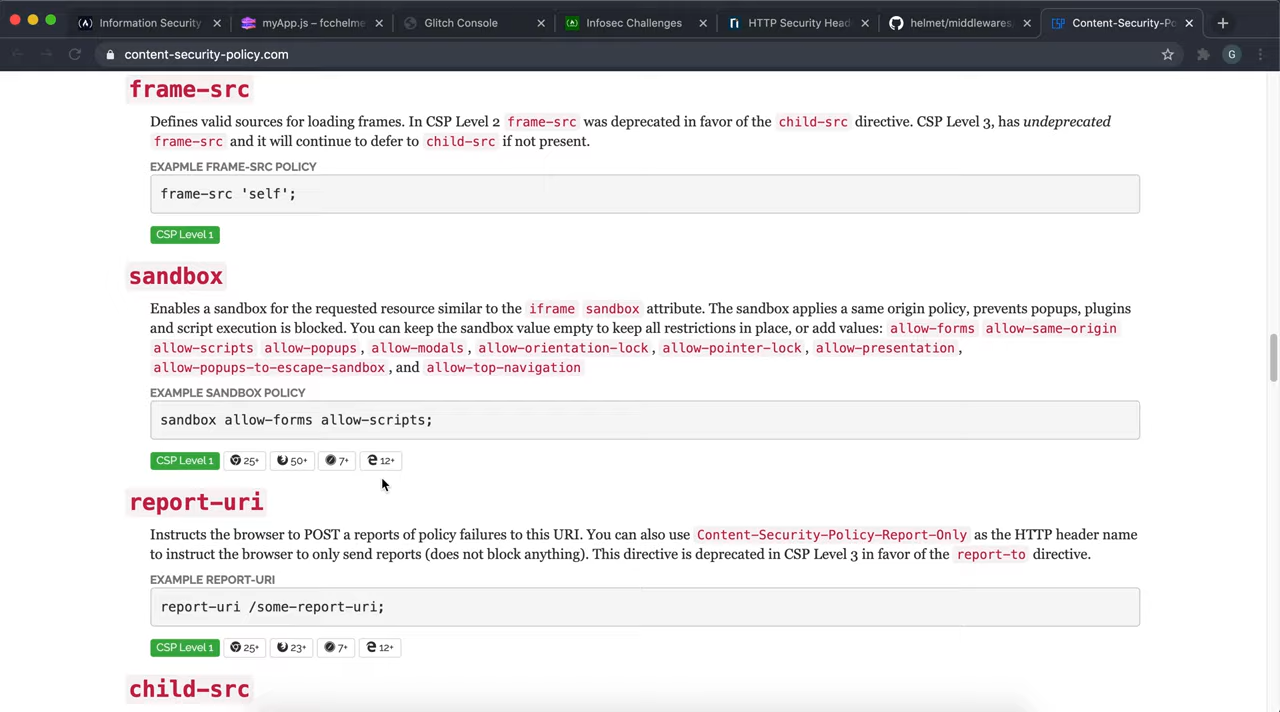 Information Security
myApp.js – fcchelme
Glitch Console
Infosec Challenges
HTTP Security Head
helmet/middlewares
Content-Security-Po
content-security-policy.com
G
frame-src
Defines valid sources for loading frames. In CSP Level 2 frame-src was deprecated in favor of the child-src directive. CSP Level 3, has undeprecated
frame-src and it will continue to defer to child-src if not present.
EXAPMLE FRAME-SRC POLICY
frame-src 'self';
CSP Level 1
sandbox
Enables a sandbox for the requested resource similar to the iframe sandbox attribute. The sandbox applies a same origin policy, prevents popups, plugins
and script execution is blocked. You can keep the sandbox value empty to keep all restrictions in place, or add values: allow-forms allow-same-origin
allow-scripts allow-popups, allow-modals, allow-orientation-lock, allow-pointer-lock, allow-presentation,
allow-popups-to-escape-sandbox, and allow-top-navigation
EXAMPLE SANDBOX POLICY
sandbox allow-forms allow-scripts;
CSP Level 1 25+ 50+ 7+ 12+
report-uri
Instructs the browser to POST a reports of policy failures to this URI. You can also use Content-Security-Policy-Report-Only as the HTTP header name
to instruct the browser to only send reports (does not block anything). This directive is deprecated in CSP Level 3 in favor of the report-to directive.
EXAMPLE REPORT-URI
report-uri /some-report-uri;
CSP Level 1 25+ 23+ 7+ 12+
child-src